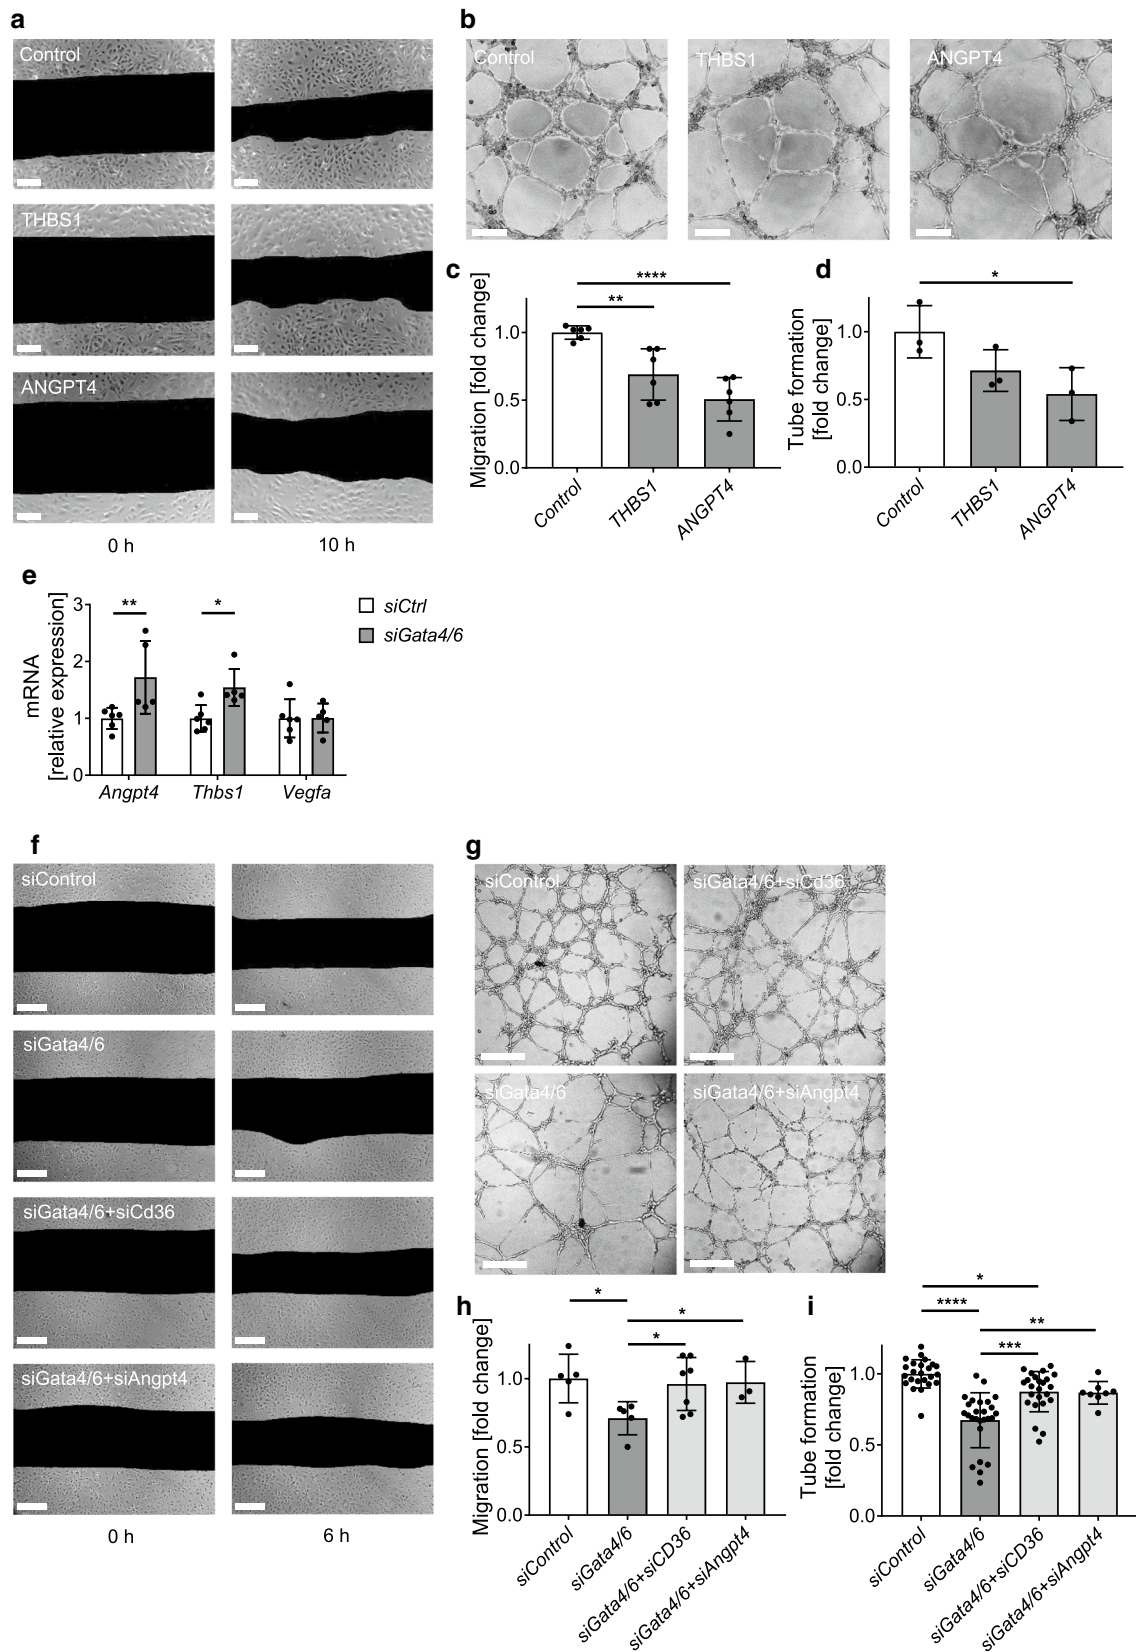 a
Control
THBS1
ANGPT4
0 h
10 h
b
Control
THBS1
ANGPT4
c
Migration [fold change]
1.0
0.5
0.0
****
**
Control
THBS1
ANGPT4
d
Tube formation
[fold change]
1.0
0.5
0.0
*
Control
THBS1
ANGPT4
e
mRNA
[relative expression]
3
2
1
0
**
*
Angpt4
Thbs1
Vegfa
siCtrl
siGata4/6
f
siControl
siGata4/6
siGata4/6+siCd36
siGata4/6+siAngpt4
0 h
6 h
g
siControl
siGata4/6+siCd36
siGata4/6
siGata4/6+siAngpt4
h
Migration [fold change]
1.0
0.5
0.0
*
*
*
siControl
siGata4/6
siGata4/6+siCD36
siGata4/6+siAngpt4
i
Tube formation
[fold change]
1.0
0.5
0.0
*
****
**
***
siControl
siGata4/6
siGata4/6+siCD36
siGata4/6+siAngpt4